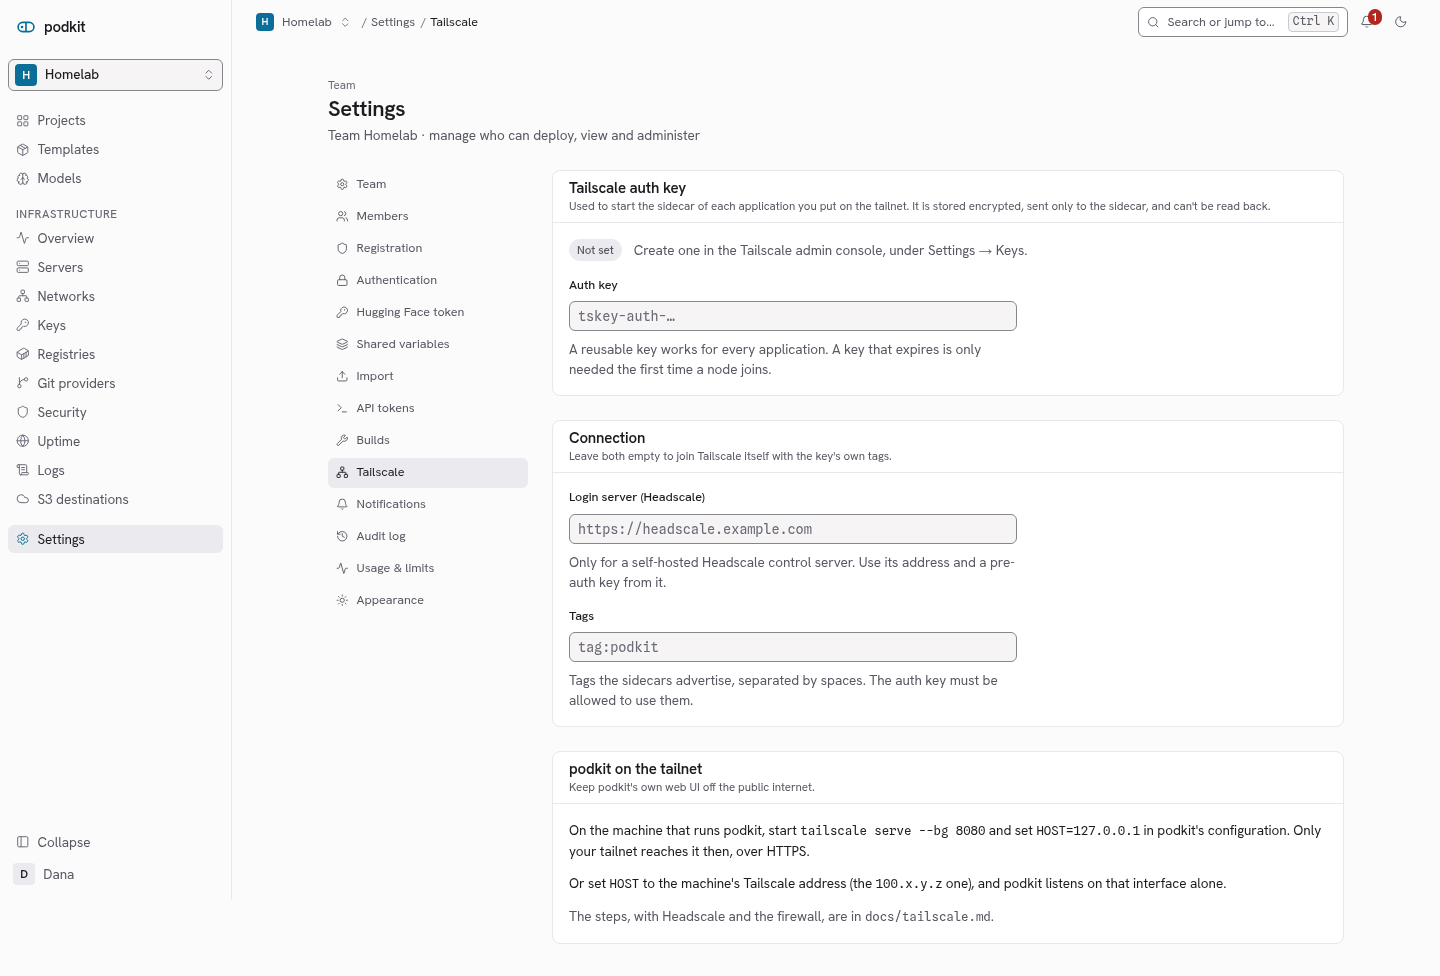 podkit
H Homelab
Projects
Templates
Models
INFRASTRUCTURE
Overview
Servers
Networks
Keys
Registries
Git providers
Security
Uptime
Logs
S3 destinations
Settings
Collapse
D Dana
H Homelab / Settings / Tailscale
Search or jump to... Ctrl K
1
Team
Settings
Team Homelab · manage who can deploy, view and administer
Team
Members
Registration
Authentication
Hugging Face token
Shared variables
Import
API tokens
Builds
Tailscale
Notifications
Audit log
Usage & limits
Appearance
Tailscale auth key
Used to start the sidecar of each application you put on the tailnet. It is stored encrypted, sent only to the sidecar, and can't be read back.
Not set Create one in the Tailscale admin console, under Settings → Keys.
Auth key
tskey-auth-…
A reusable key works for every application. A key that expires is only
needed the first time a node joins.
Connection
Leave both empty to join Tailscale itself with the key's own tags.
Login server (Headscale)
https://headscale.example.com
Only for a self-hosted Headscale control server. Use its address and a pre-
auth key from it.
Tags
tag:podkit
Tags the sidecars advertise, separated by spaces. The auth key must be
allowed to use them.
podkit on the tailnet
Keep podkit's own web UI off the public internet.
On the machine that runs podkit, start tailscale serve --bg 8080 and set HOST=127.0.0.1 in podkit's configuration. Only
your tailnet reaches it then, over HTTPS.
Or set HOST to the machine's Tailscale address (the 100.x.y.z one), and podkit listens on that interface alone.
The steps, with Headscale and the firewall, are in docs/tailscale.md.